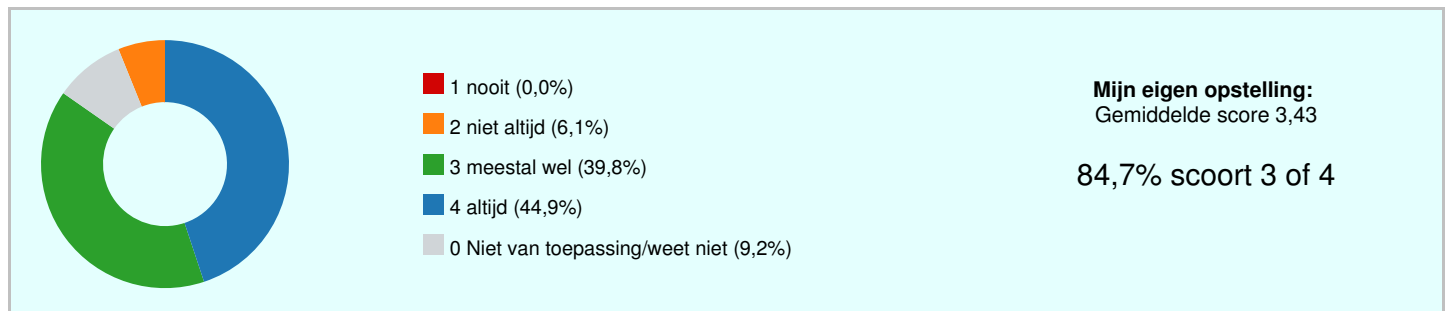 1 nooit (0,0%)
2 niet altijd (6,1%)
3 meestal wel (39,8%)
4 altijd (44,9%)
0 Niet van toepassing/weet niet (9,2%)
Mijn eigen opstelling:
Gemiddelde score 3,43
84,7% scoort 3 of 4